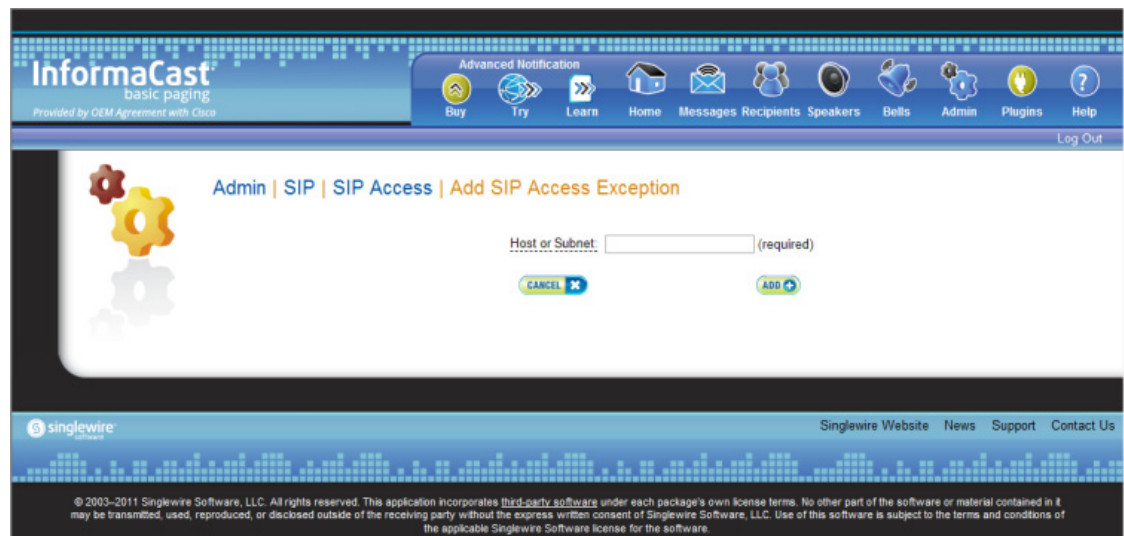 InformaCast
basic paging
Provided by OEM Agreement with Cisco
Advanced Notification
Buy Try Learn Home Messages Recipients Speakers Bells Admin Plugins Help
Log Out
Admin | SIP | SIP Access | Add SIP Access Exception
Host or Subnet: (required)
CANCEL ADD
singlewire
software
Singlewire Website News Support Contact Us
© 2003–2011 Singlewire Software, LLC. All rights reserved. This application incorporates third-party software under each package's own license terms. No other part of the software or material contained in it
may be transmitted, used, reproduced, or disclosed outside of the receiving party without the express written consent of Singlewire Software, LLC. Use of this software is subject to the terms and conditions of
the applicable Singlewire Software license for the software.